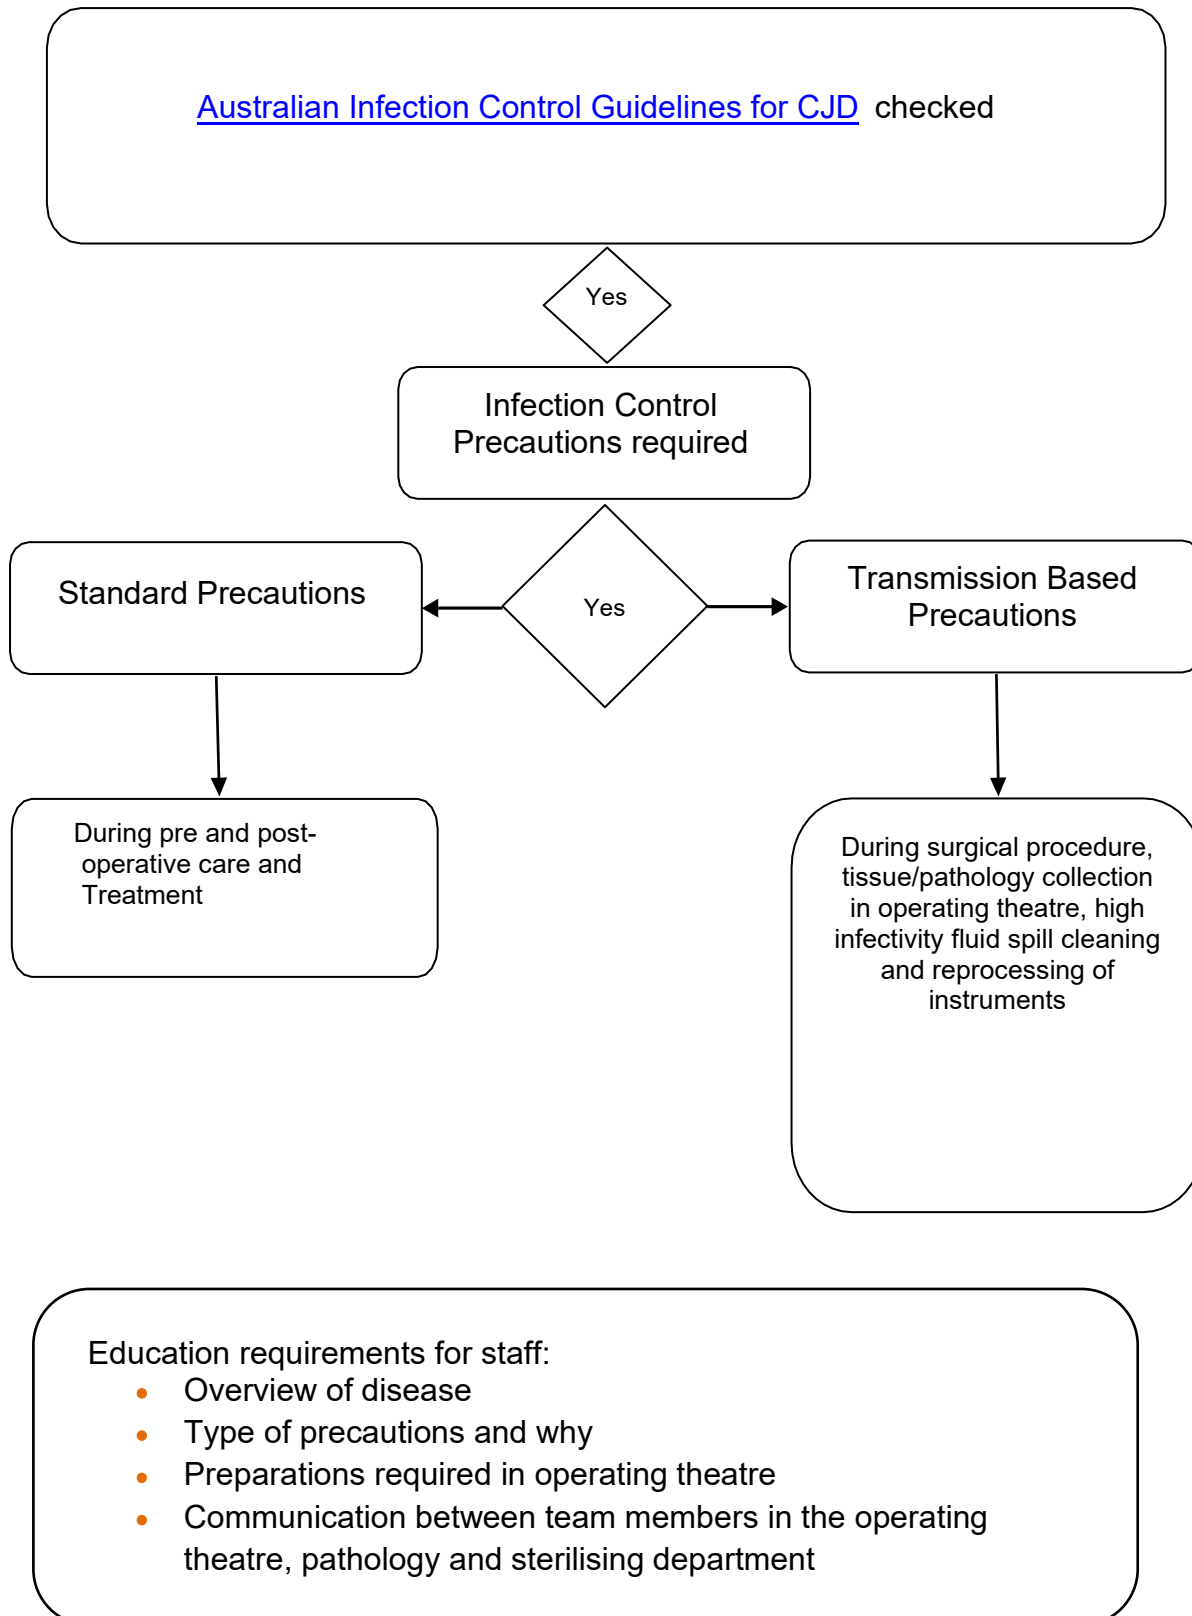 Australian Infection Control Guidelines for CJD checked
Yes
Infection Control
Precautions required
Standard Precautions
Yes
Transmission Based
Precautions
During pre and post-
operative care and
Treatment
During surgical procedure,
tissue/pathology collection
in operating theatre, high
infectivity fluid spill cleaning
and reprocessing of
instruments
Education requirements for staff:
• Overview of disease
• Type of precautions and why
• Preparations required in operating theatre
• Communication between team members in the operating
theatre, pathology and sterilising department